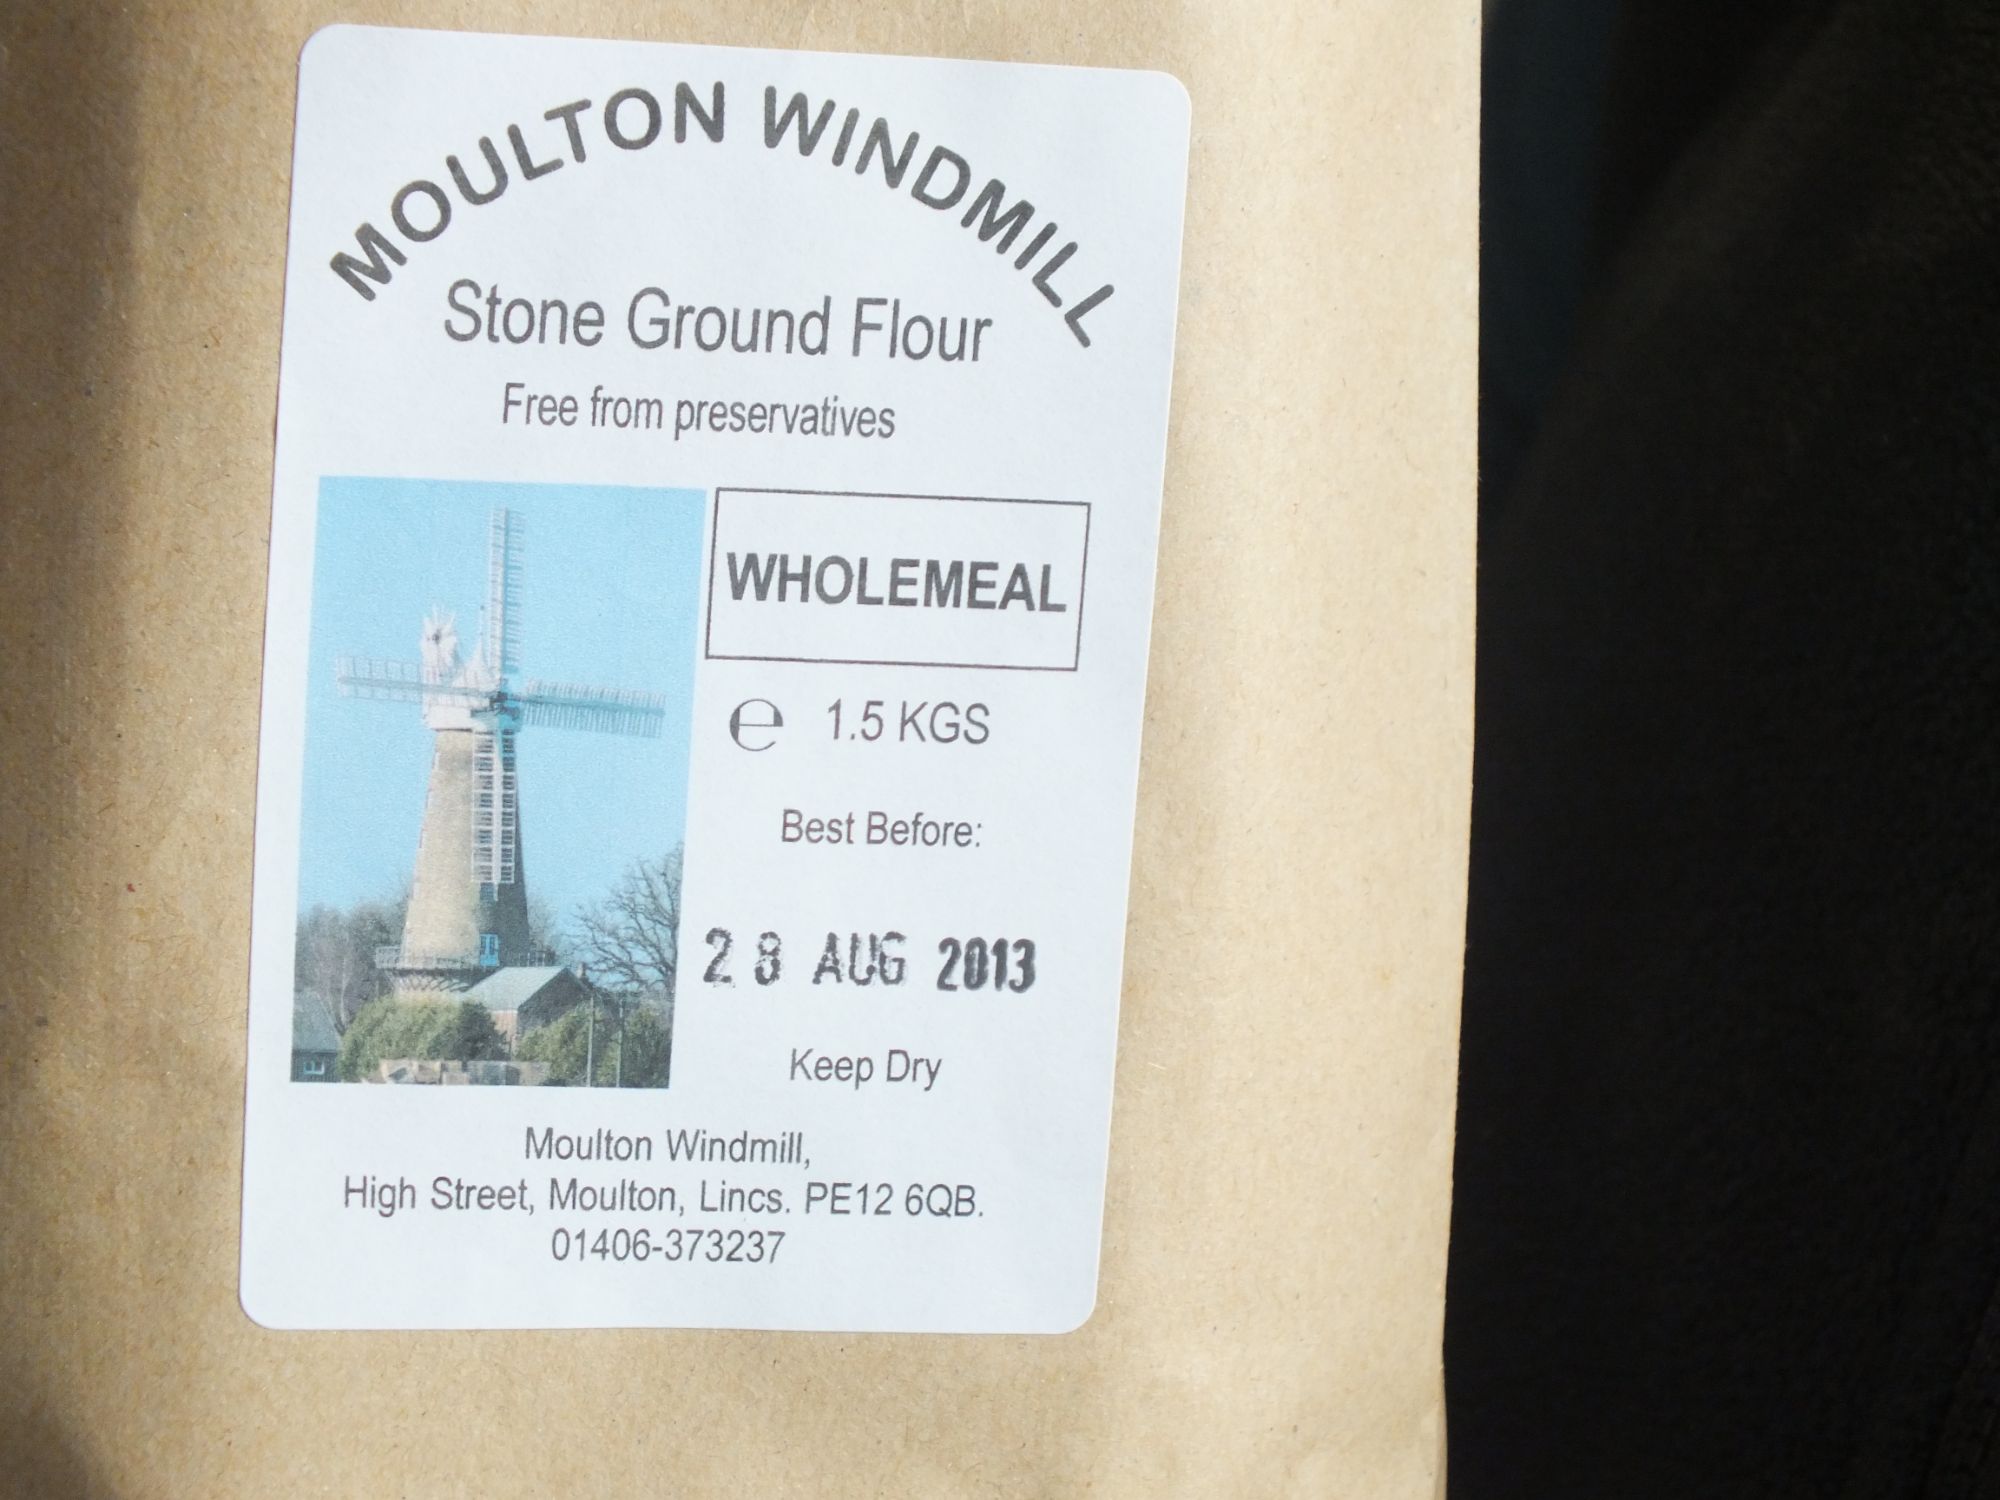 MOULTON WINDMILL
Stone Ground Flour
Free from preservatives
WHOLEMEAL
℮ 1.5 KGS
Best Before:
28 AUG 2013
Keep Dry
Moulton Windmill,
High Street, Moulton, Lincs. PE12 6QB.
01406-373237